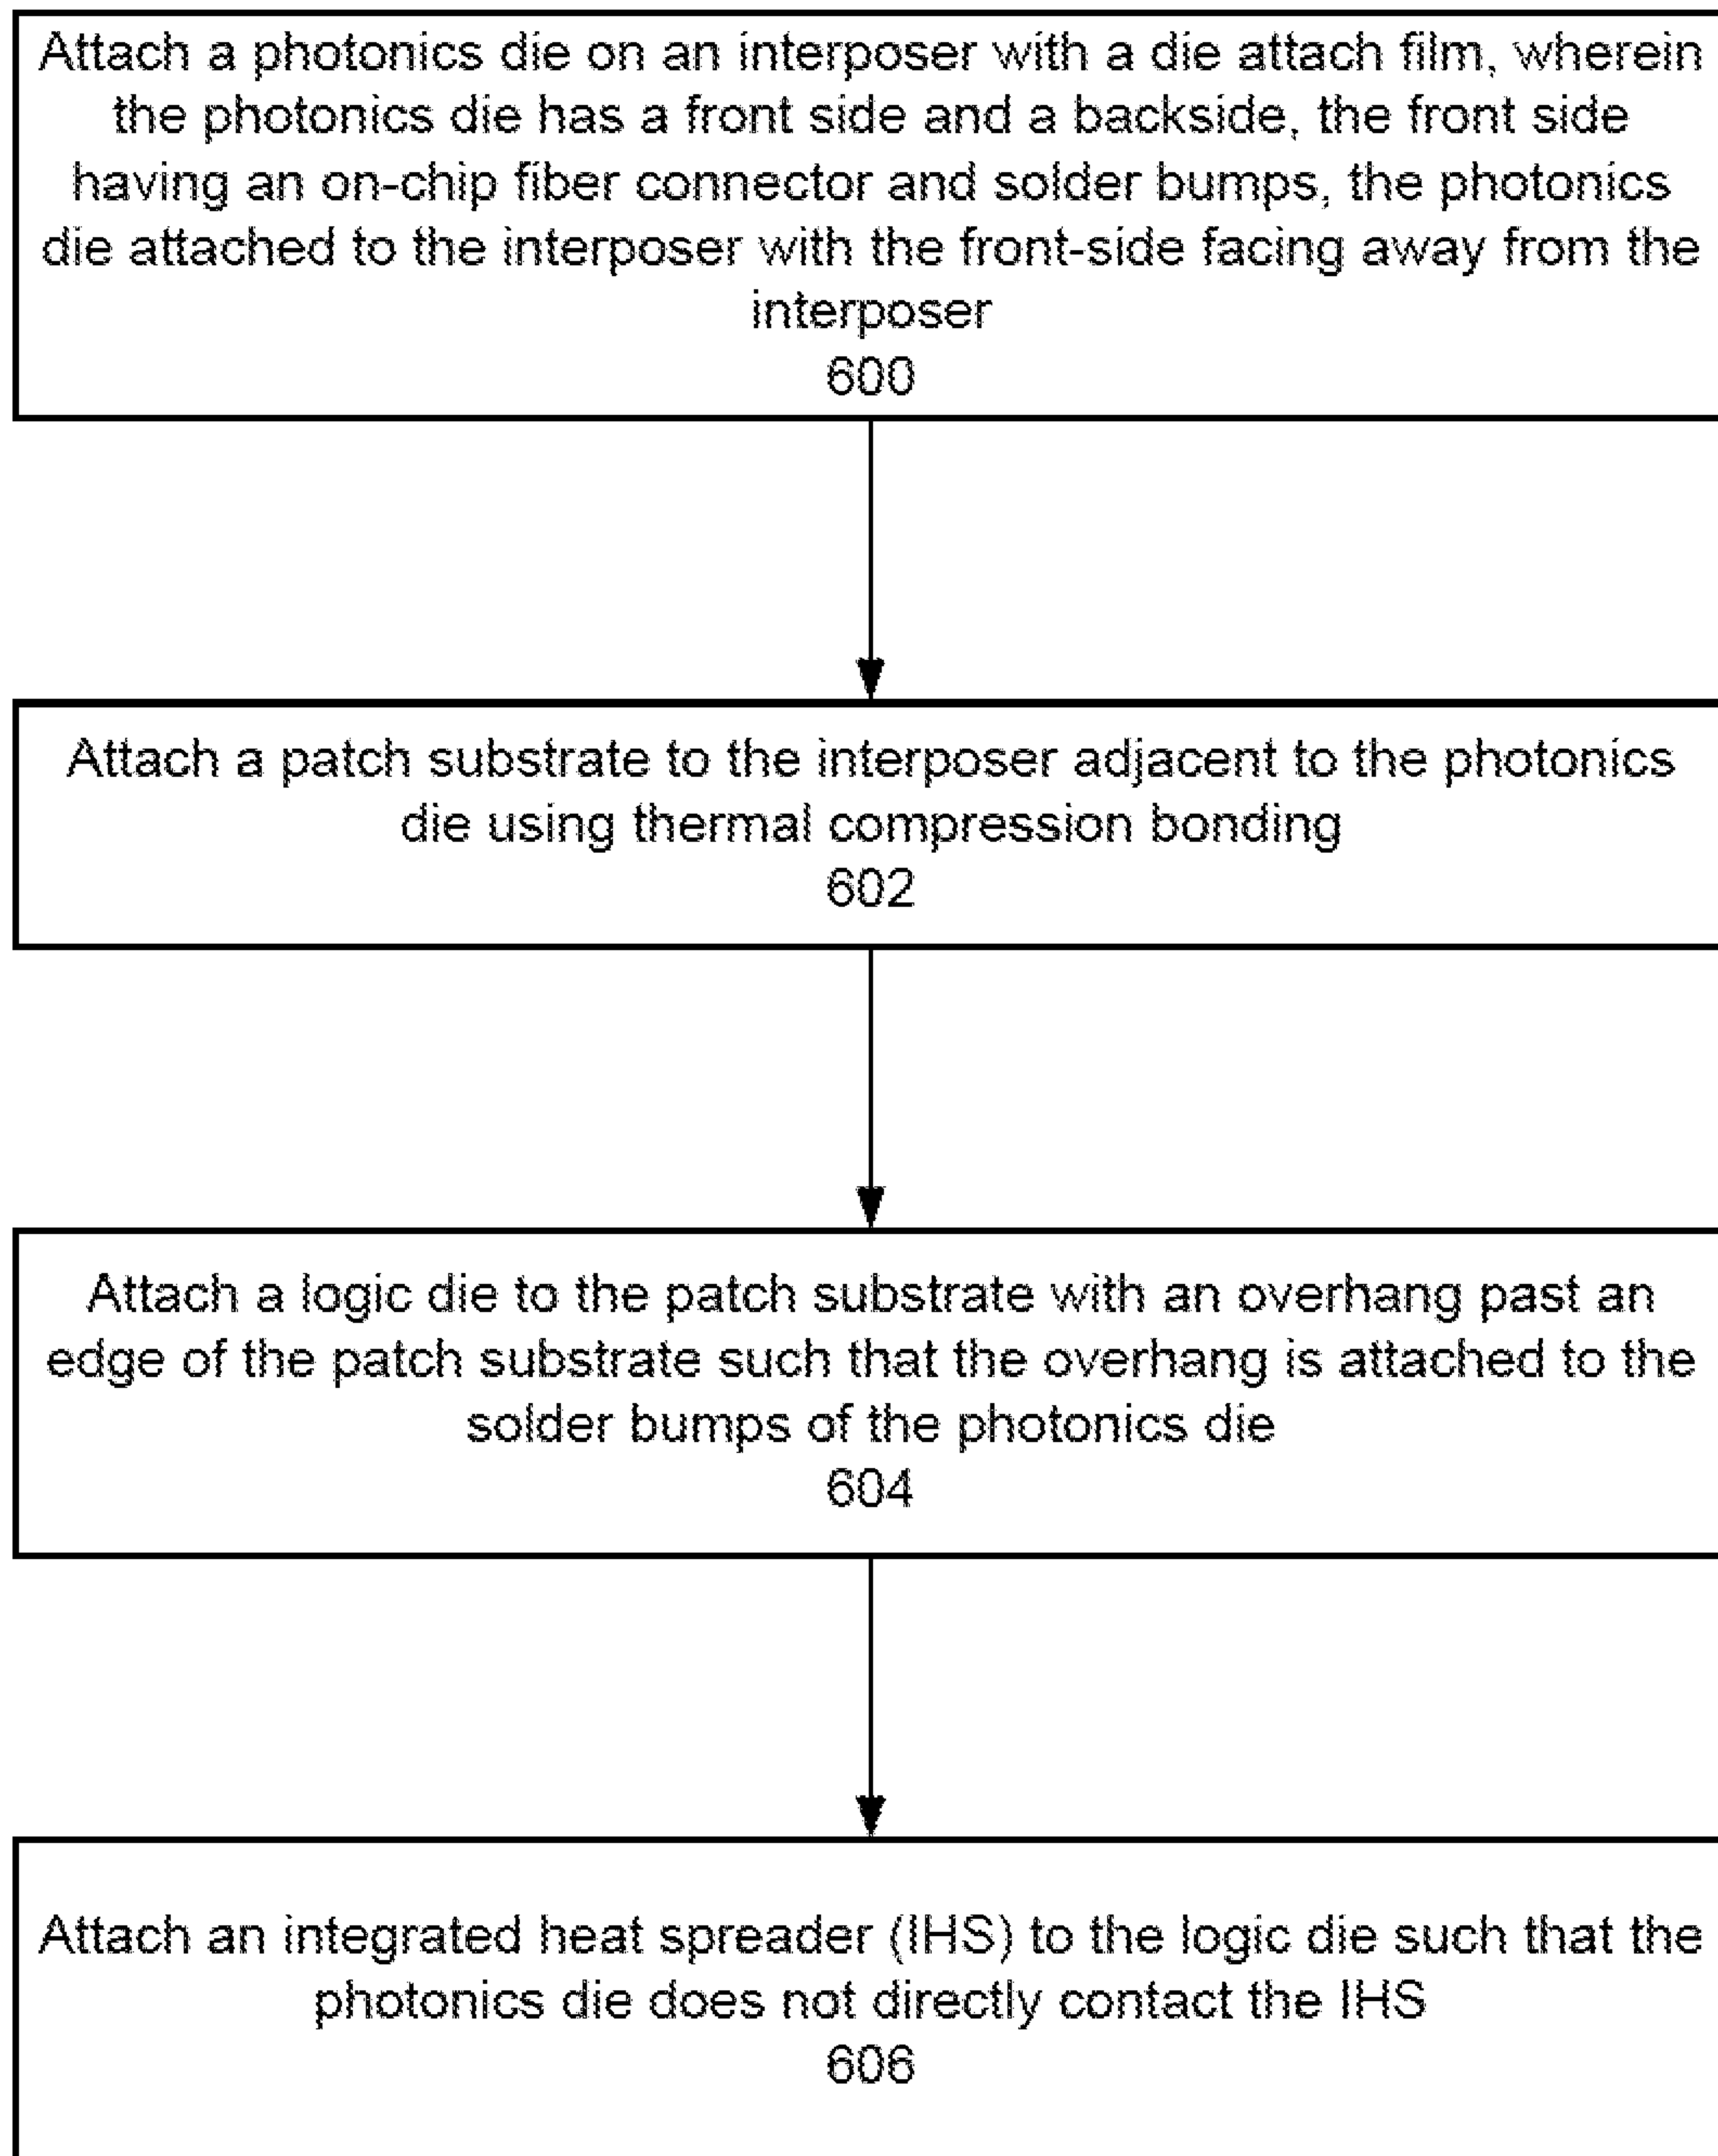 Attach a photonics die on an interposer with a die attach film, wherein
the photonics die has a front side and a backside, the front side
having an on-chip fiber connector and solder bumps, the photonics
die attached to the interposer with the front-side facing away from the
interposer
600
Attach a patch substrate to the interposer adjacent to the photonics
die using thermal compression bonding
602
Attach a logic die to the patch substrate with an overhang past an
edge of the patch substrate such that the overhang is attached to the
solder bumps of the photonics die
604
Attach an integrated heat spreader (IHS) to the logic die such that the
photonics die does not directly contact the IHS
606